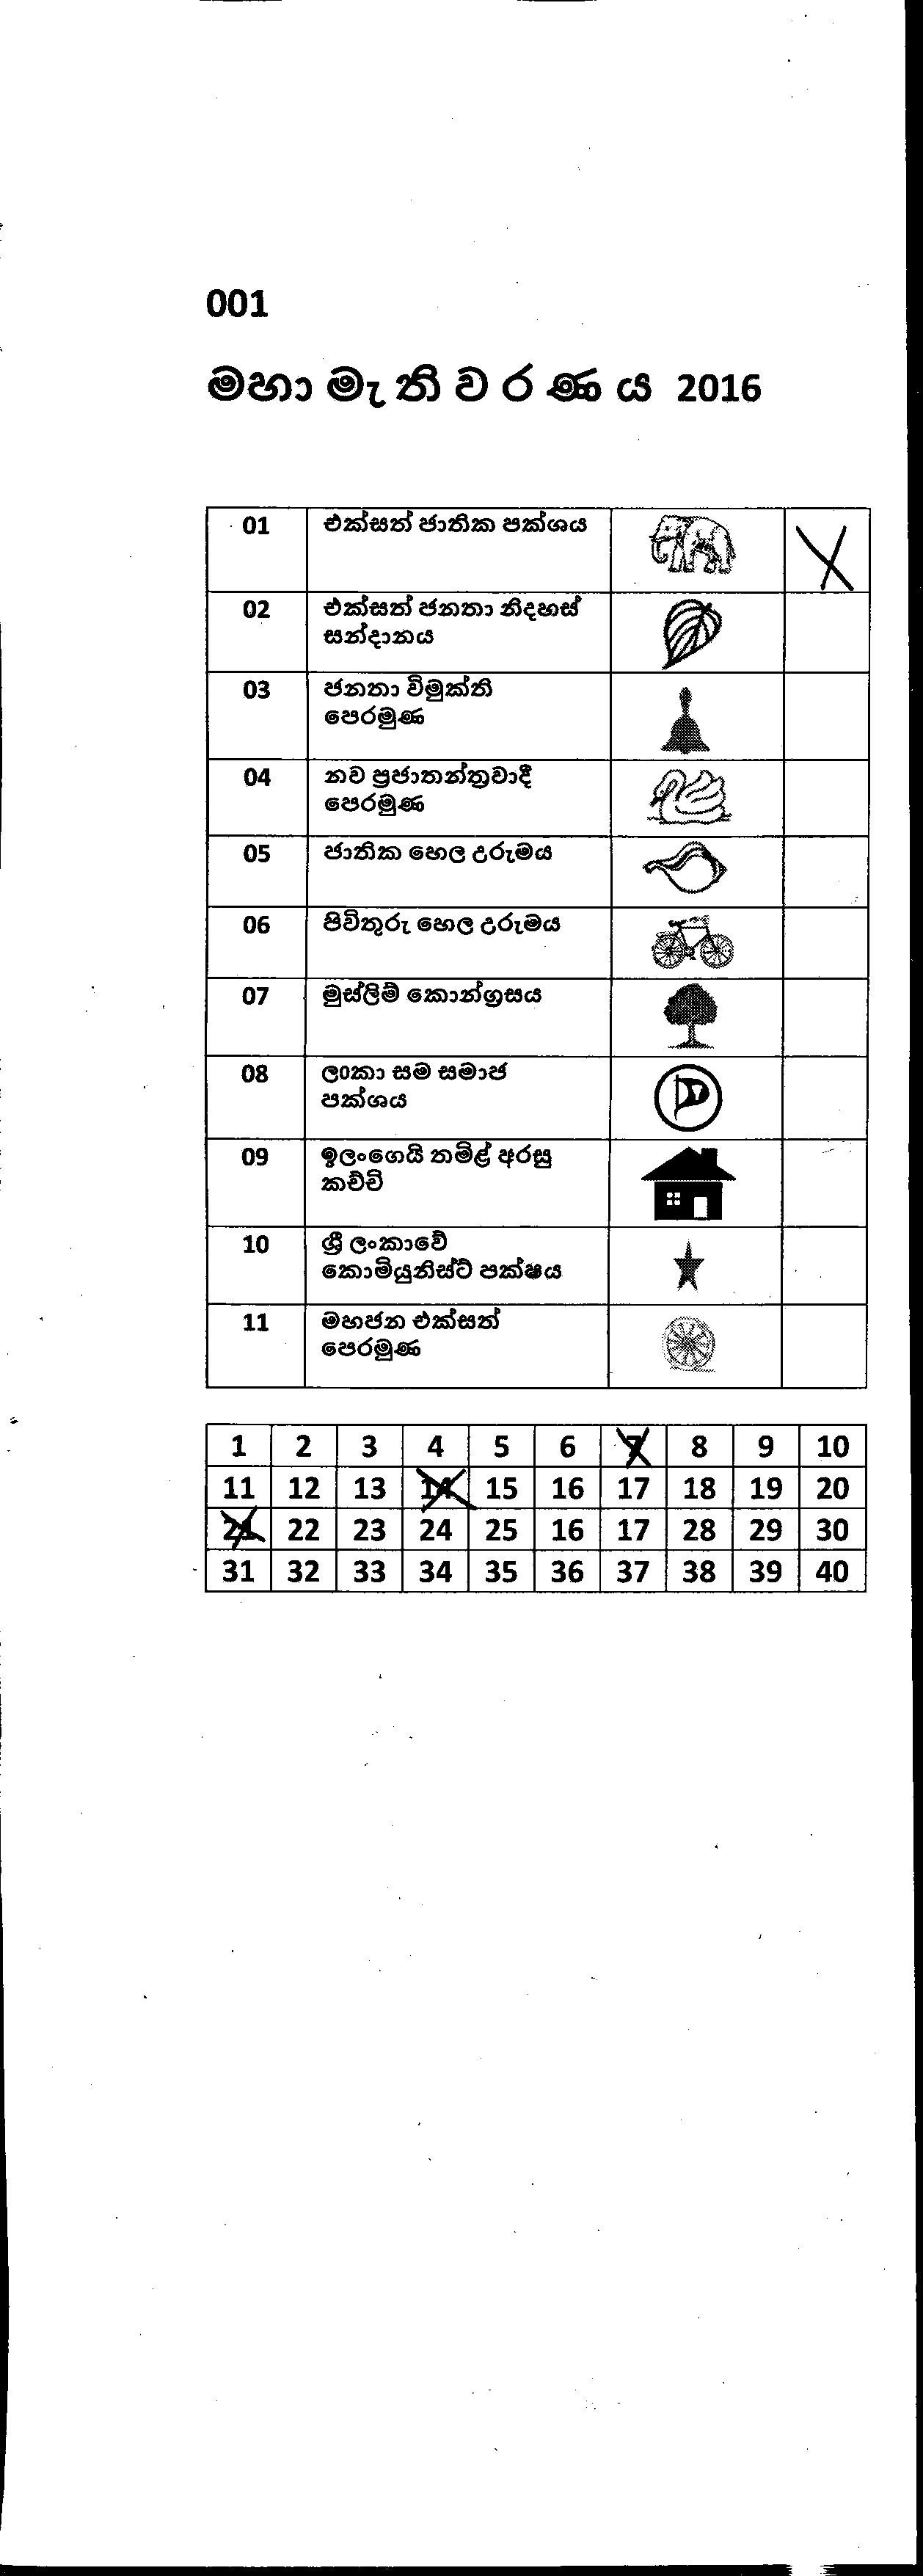 001
මහා මැ ති ව ර ණ ය 2016
01 එක්සත් ජාතික පක්ශය
02 එක්සත් ජනතා නිදහස්
සන්දානය
03 ජනතා විමුක්ති
පෙරමුණ
04 නව ප්‍රජාතන්ත්‍රවාදී
පෙරමුණ
05 ජාතික හෙල උරුමය
06 පිවිතුරු හෙල උරුමය
07 මුස්ලිම් කොන්ග්‍රසය
08 ල0කා සම සමාජ
පක්ශය
09 ඉලංගෙයි තමිළ් අරසු
කච්චි
10 ශ්‍රී ලංකාවේ
කොමියුනිස්ට් පක්ෂය
11 මහජන එක්සත්
පෙරමුණ
1 2 3 4 5 6 7 8 9 10
11 12 13 14 15 16 17 18 19 20
21 22 23 24 25 16 17 28 29 30
31 32 33 34 35 36 37 38 39 40